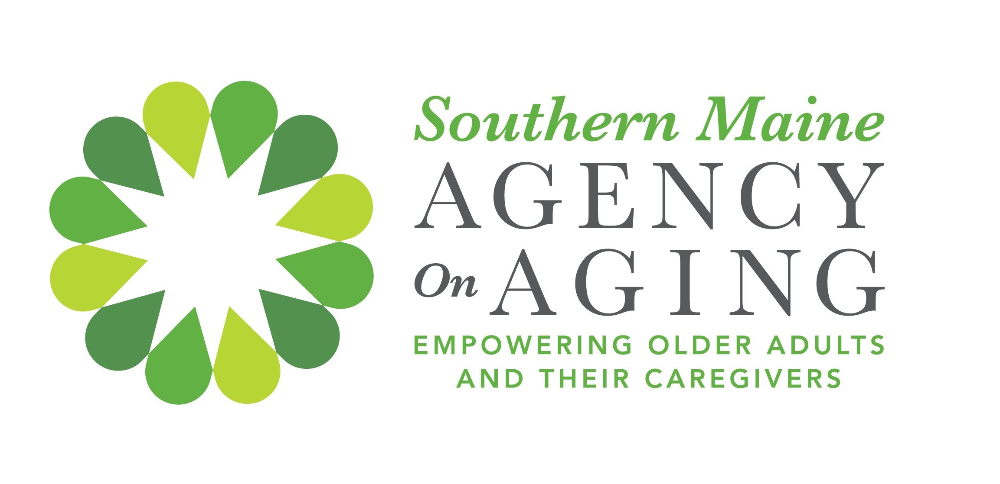 Southern Maine
AGENCY
On AGING
EMPOWERING OLDER ADULTS
AND THEIR CAREGIVERS